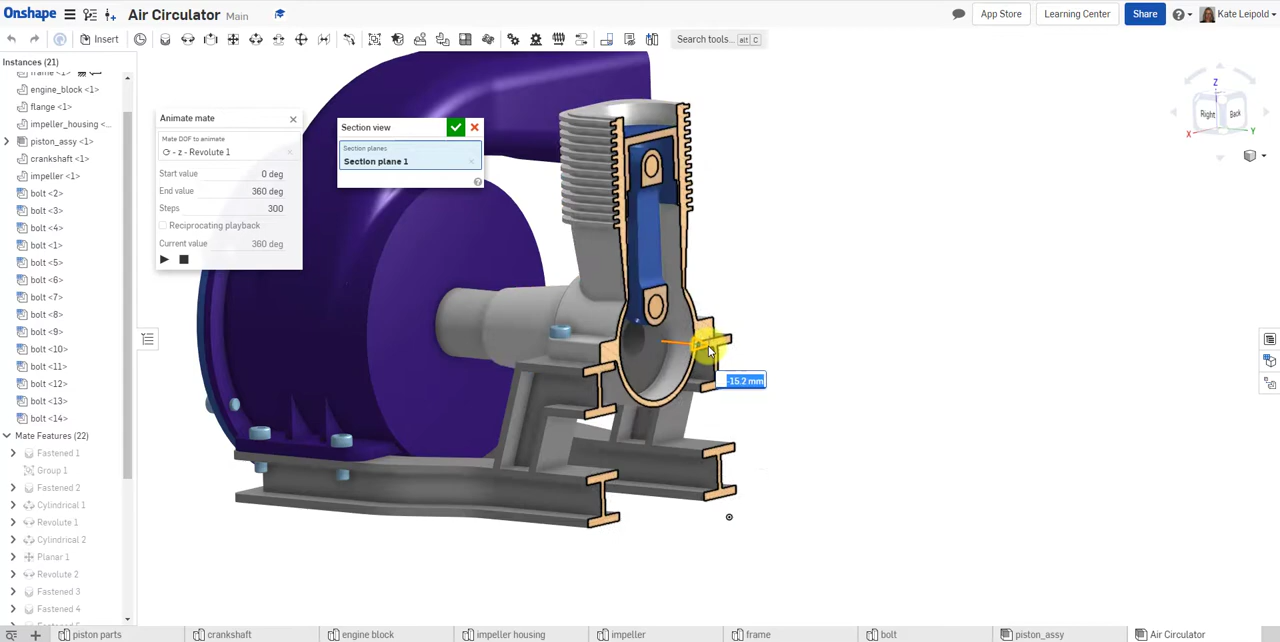 Onshape Air Circulator Main App Store Learning Center Share Kate Leipold
Insert Search tools... alt C
Instances (21)
frame <1>
engine_block <1>
flange <1>
impeller_housing <...
piston_assy <1>
crankshaft <1>
impeller <1>
bolt <2>
bolt <3>
bolt <4>
bolt <1>
bolt <5>
bolt <6>
bolt <7>
bolt <8>
bolt <9>
bolt <10>
bolt <11>
bolt <12>
bolt <13>
bolt <14>
Mate Features (22)
Fastened 1
Group 1
Fastened 2
Cylindrical 1
Revolute 1
Cylindrical 2
Planar 1
Revolute 2
Fastened 3
Fastened 4
Animate mate
Mate DOF to animate
- z - Revolute 1
Start value 0 deg
End value 360 deg
Steps 300
Reciprocating playback
Current value 360 deg
Section view
Section planes
Section plane 1
-15.2 mm
Z
Right Back
X Y
piston parts crankshaft engine block impeller housing impeller frame bolt piston_assy Air Circulator